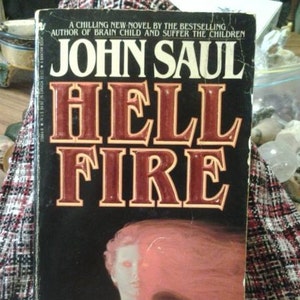 A CHILLING NEW NOVEL BY THE BESTSELLING
AUTHOR OF BRAIN CHILD AND SUFFER THE CHILDREN
JOHN SAUL
HELL
FIRE